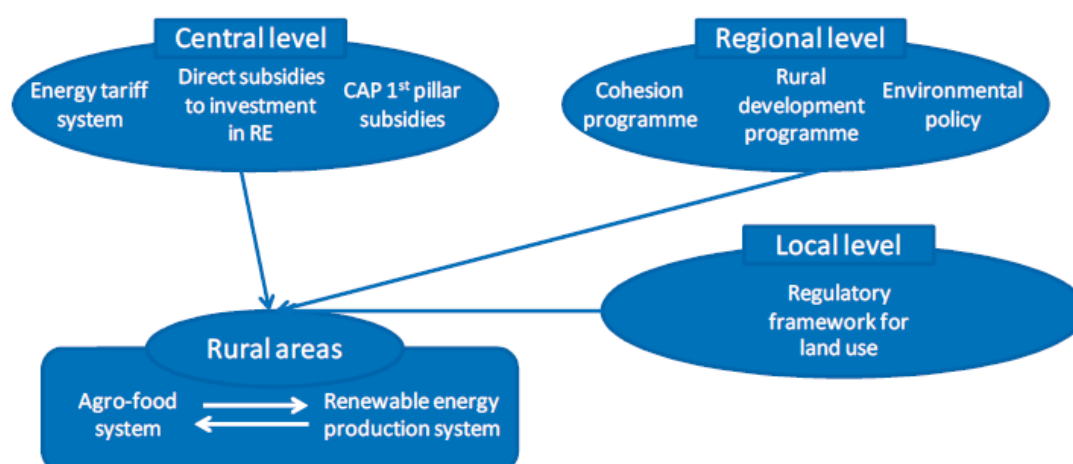 Central level
Energy tariff
system
Direct subsidies
to investment
in RE
CAP 1st pillar
subsidies
Regional level
Cohesion
programme
Rural
development
programme
Environmental
policy
Local level
Regulatory
framework for
land use
Rural areas
Agro-food
system
Renewable energy
production system